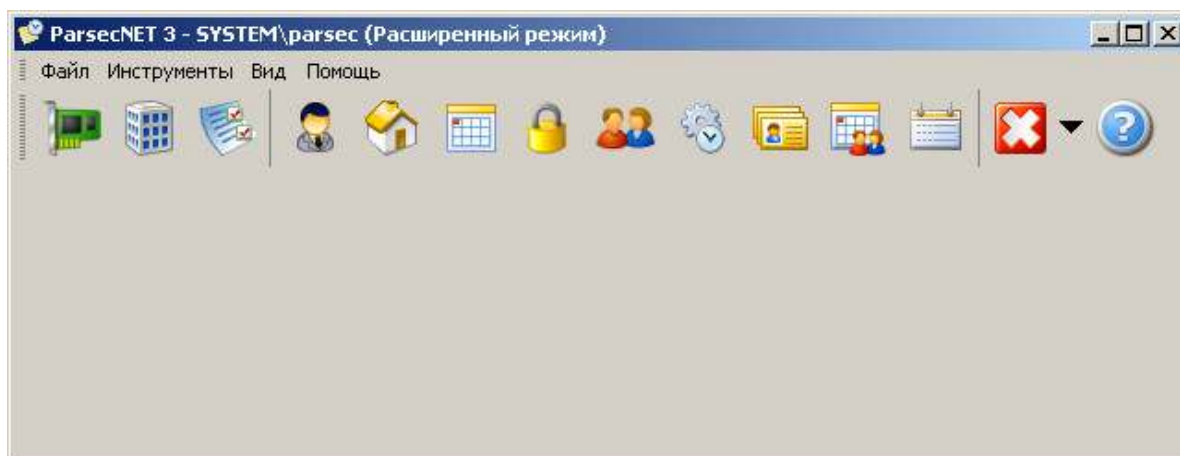 ParsecNET 3 - SYSTEM\parsec (Расширенный режим)
Файл Инструменты Вид Помощь